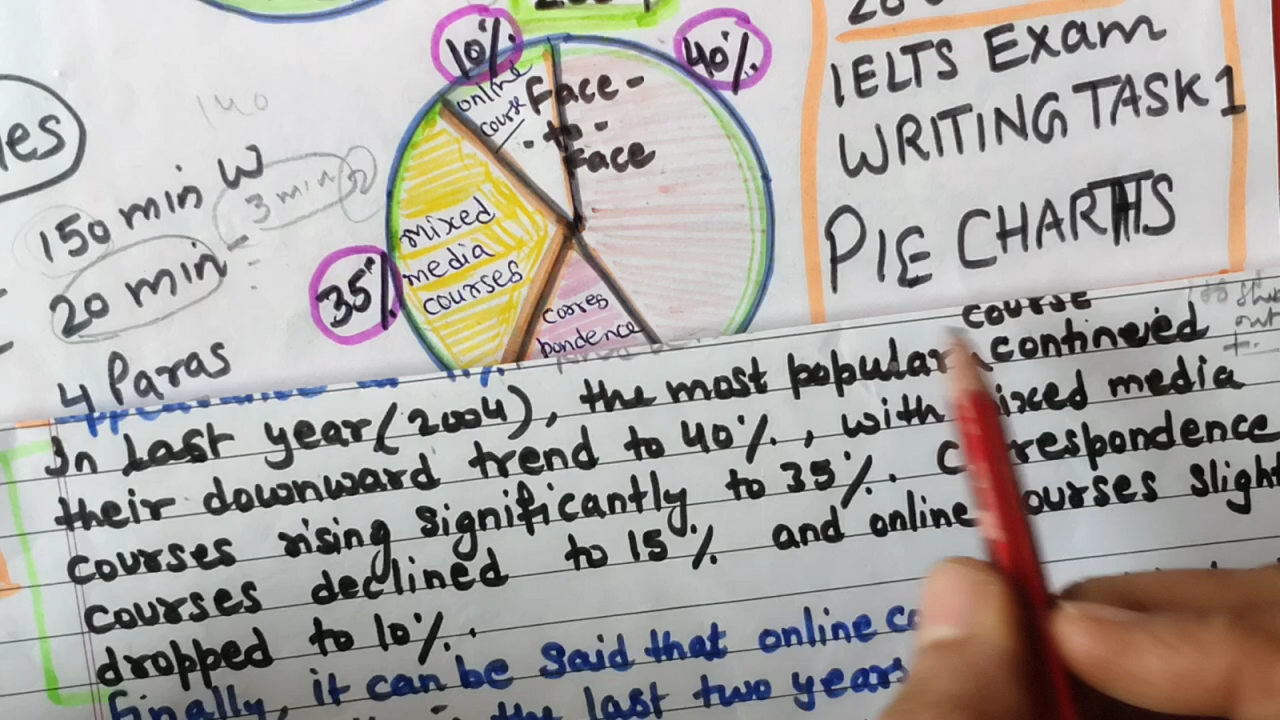 10%
40%
online
course
Face-
-to-
Face
140
150 min W
3 min
20 min
mixed
media
courses
35%
corres
pondence
4 Paras
IELTS Exam
WRITING TASK 1
PIE CHARTS
course
In Last year (2004), the most popular continued
their downward trend to 40%, with mixed media
courses rising significantly to 35%. Correspondence
courses declined to 15% and online courses slight
dropped to 10%.
Finally, it can be said that online
last two years